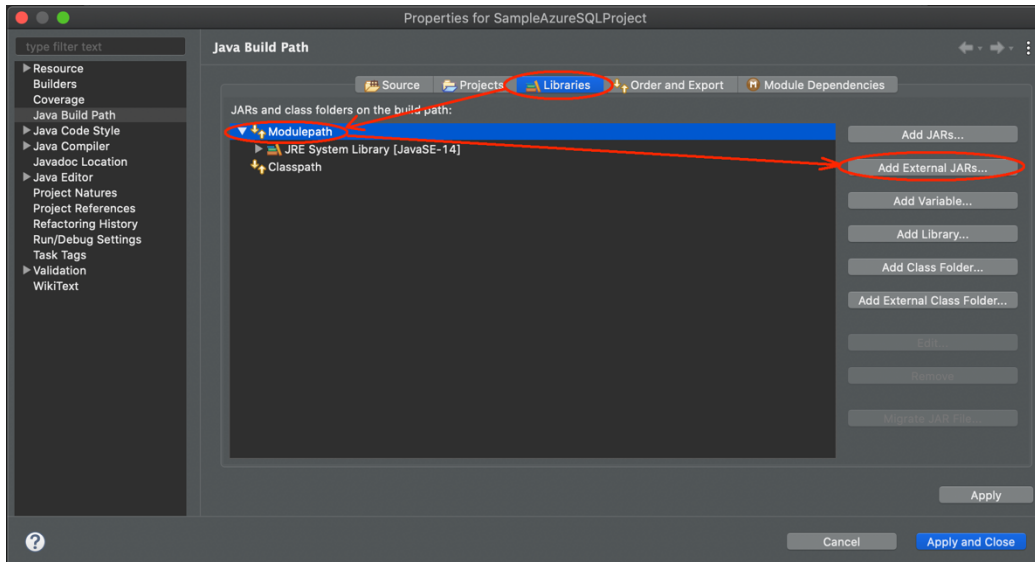 Properties for SampleAzureSQLProject
type filter text
Resource
Builders
Coverage
Java Build Path
Java Code Style
Java Compiler
Javadoc Location
Java Editor
Project Natures
Project References
Refactoring History
Run/Debug Settings
Task Tags
Validation
WikiText
Java Build Path
Source Projects Libraries Order and Export Module Dependencies
JARs and class folders on the build path:
Modulepath
JRE System Library [JavaSE-14]
Classpath
Add JARs...
Add External JARs...
Add Variable...
Add Library...
Add Class Folder...
Add External Class Folder...
Edit...
Remove
Migrate JAR File...
Apply
Cancel Apply and Close